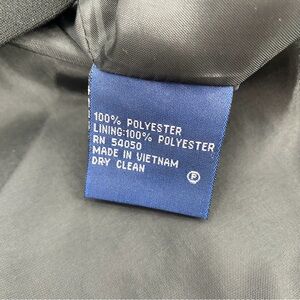 100% POLYESTER
LINING:100% POLYESTER
RN 54050
MADE IN VIETNAM
DRY CLEAN
P